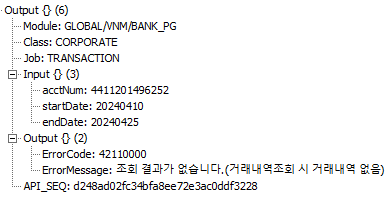 Output {} (6)
Module: GLOBAL/VNM/BANK_PG
Class: CORPORATE
Job: TRANSACTION
Input {} (3)
acctNum: 4411201496252
startDate: 20240410
endDate: 20240425
Output {} (2)
ErrorCode: 42110000
ErrorMessage: 조회 결과가 없습니다.(거래내역조회 시 거래내역 없음)
API_SEQ: d248ad02fc34bfa8ee72e3ac0ddf3228